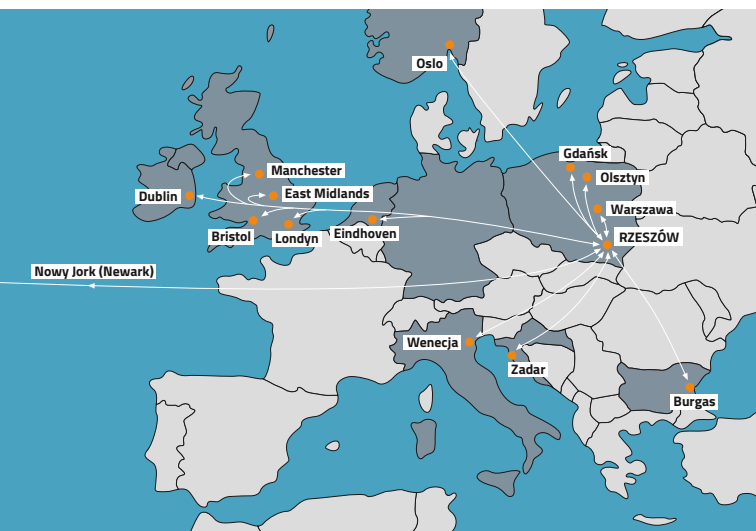 Oslo
Gdańsk
Manchester
Olsztyn
East Midlands
Dublin
Warszawa
Bristol
Londyn
Eindhoven
RZESZÓW
Nowy Jork (Newark)
Wenecja
Zadar
Burgas